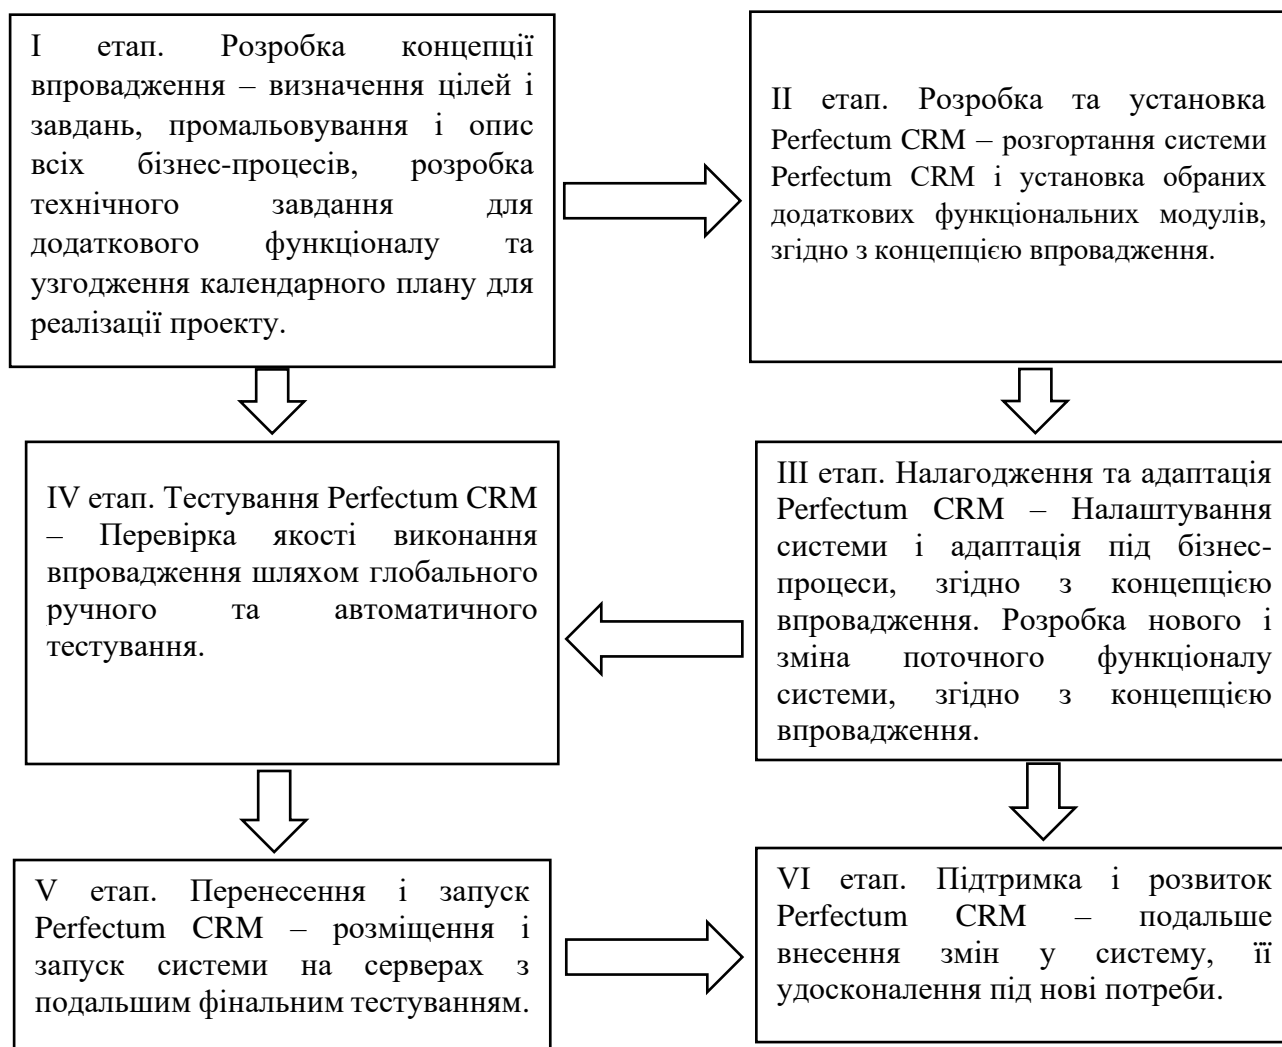 І етап. Розробка концепції
впровадження – визначення цілей і
завдань, промальовування і опис
всіх бізнес-процесів, розробка
технічного завдання для
додаткового функціоналу та
узгодження календарного плану для
реалізації проекту.
ІІ етап. Розробка та установка
Perfectum CRM – розгортання системи
Perfectum CRM і установка обраних
додаткових функціональних модулів,
згідно з концепцією впровадження.
ІІІ етап. Налагодження та адаптація
Perfectum CRM – Налаштування
системи і адаптація під бізнес-
процеси, згідно з концепцією
впровадження. Розробка нового і
зміна поточного функціоналу
системи, згідно з концепцією
впровадження.
IV етап. Тестування Perfectum CRM
– Перевірка якості виконання
впровадження шляхом глобального
ручного та автоматичного
тестування.
V етап. Перенесення і запуск
Perfectum CRM – розміщення і
запуск системи на серверах з
подальшим фінальним тестуванням.
VI етап. Підтримка і розвиток
Perfectum CRM – подальше
внесення змін у систему, її
удосконалення під нові потреби.